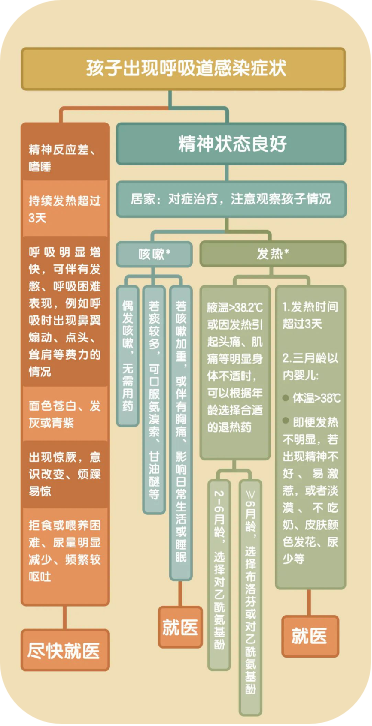 孩子出现呼吸道感染症状
精神反应差、
嗜睡
持续发热超过
3天
呼吸明显增
快，可伴有发
憋、呼吸困难
表现，例如呼
吸时出现鼻翼
煽动、点头、
耸肩等费力的
情况
面色苍白、发
灰或青紫
出现惊厥，意
识改变、烦躁
易惊
拒食或喂养困
难、尿量明显
减少、频繁较
呕吐
尽快就医
精神状态良好
居家：对症治疗，注意观察孩子情况
咳嗽*
偶发咳嗽，无需用药
若痰较多，可口服氨溴索、甘油醚等
若咳嗽加重，或伴有胸痛、影响日常生活或睡眠
就医
发热*
腋温>38.2℃
或因发热引
起头痛、肌
痛等明显身
体不适时，
可以根据年
龄选择合适
的退热药
2-6月龄，选择对乙酰氨基酚
≥6月龄，选择布洛芬或对乙酰氨基酚
1.发热时间
超过3天
2.三月龄以
内婴儿：
● 体温>38℃
● 即便发热
不明显，若
出现精神不
好、易激
惹，或者淡
漠、不吃
奶、皮肤颜
色发花、尿
少等
就医